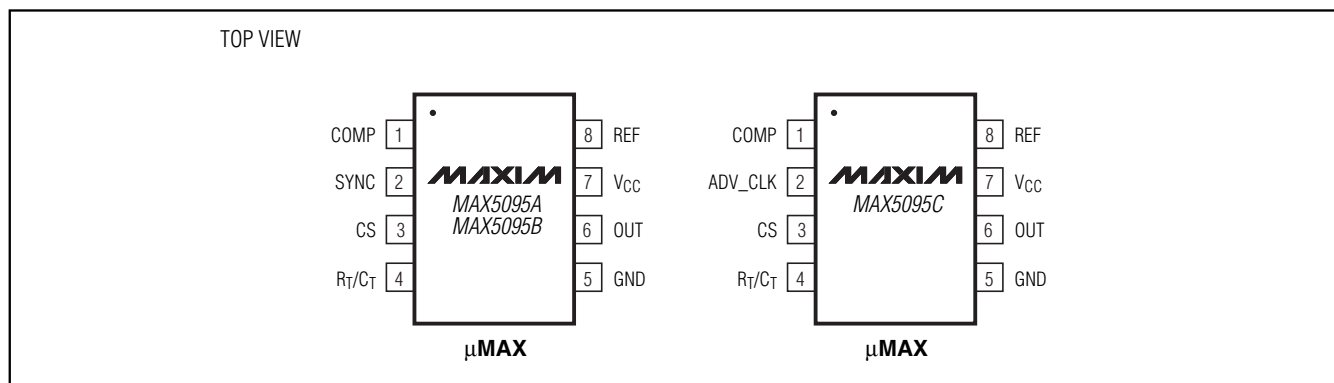 TOP VIEW
COMP 1
SYNC 2
CS 3
RT/CT 4
MAXIM
MAX5095A
MAX5095B
8 REF
7 VCC
6 OUT
5 GND
µMAX
COMP 1
ADV_CLK 2
CS 3
RT/CT 4
MAXIM
MAX5095C
8 REF
7 VCC
6 OUT
5 GND
µMAX